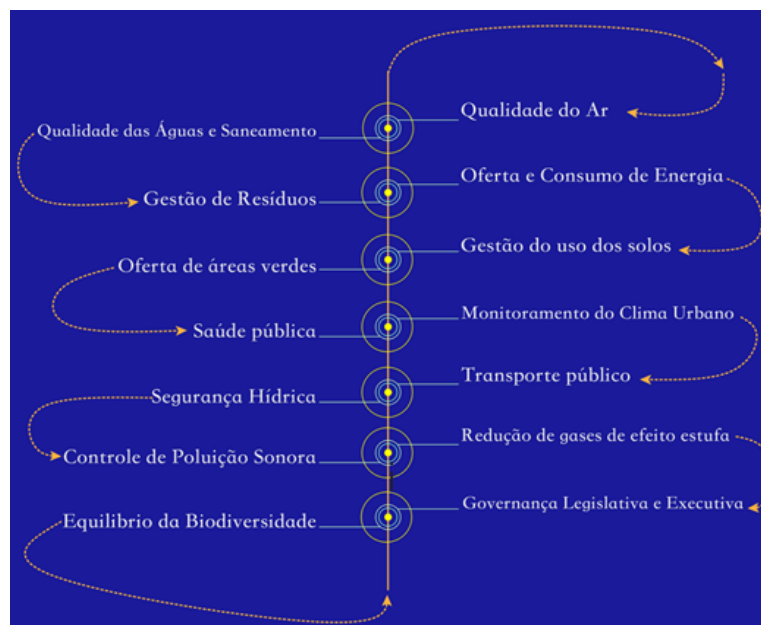 Qualidade do Ar
Qualidade das Águas e Saneamento
Oferta e Consumo de Energia
Gestão de Resíduos
Gestão do uso dos solos
Oferta de áreas verdes
Monitoramento do Clima Urbano
Saúde pública
Transporte público
Segurança Hídrica
Redução de gases de efeito estufa
Controle de Poluição Sonora
Governança Legislativa e Executiva
Equilibrio da Biodiversidade